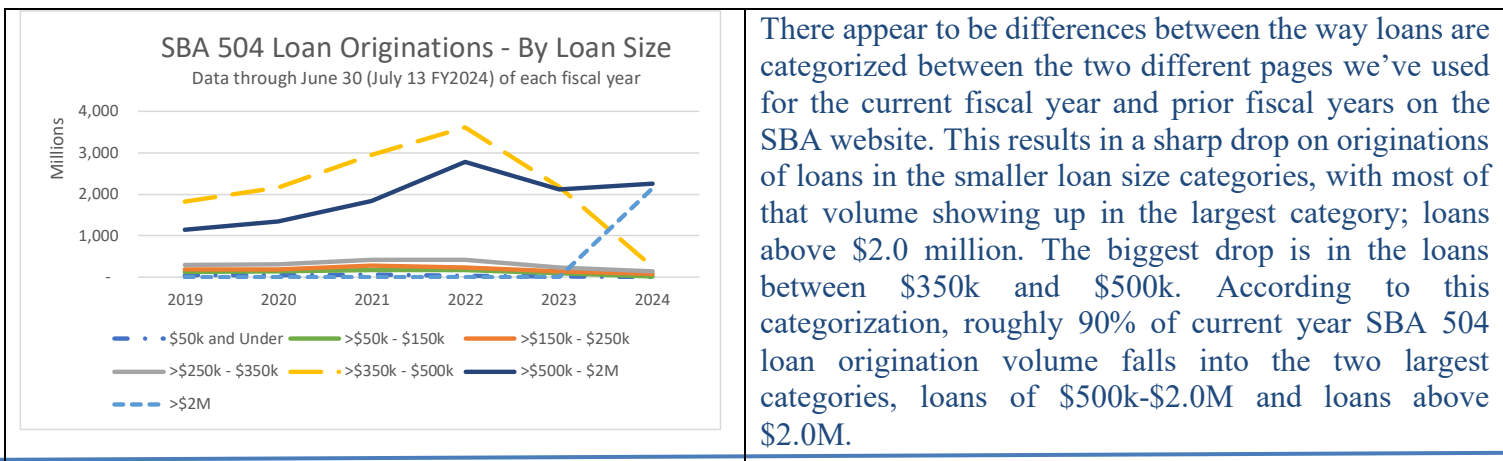 SBA 504 Loan Originations - By Loan Size
Data through June 30 (July 13 FY2024) of each fiscal year
Millions
4,000
3,000
2,000
1,000
-
2019 2020 2021 2022 2023 2024
$50k and Under >$50k - $150k >$150k - $250k
>$250k - $350k >$350k - $500k >$500k - $2M
>$2M
There appear to be differences between the way loans are
categorized between the two different pages we’ve used
for the current fiscal year and prior fiscal years on the
SBA website. This results in a sharp drop on originations
of loans in the smaller loan size categories, with most of
that volume showing up in the largest category; loans
above $2.0 million. The biggest drop is in the loans
between $350k and $500k. According to this
categorization, roughly 90% of current year SBA 504
loan origination volume falls into the two largest
categories, loans of $500k-$2.0M and loans above
$2.0M.